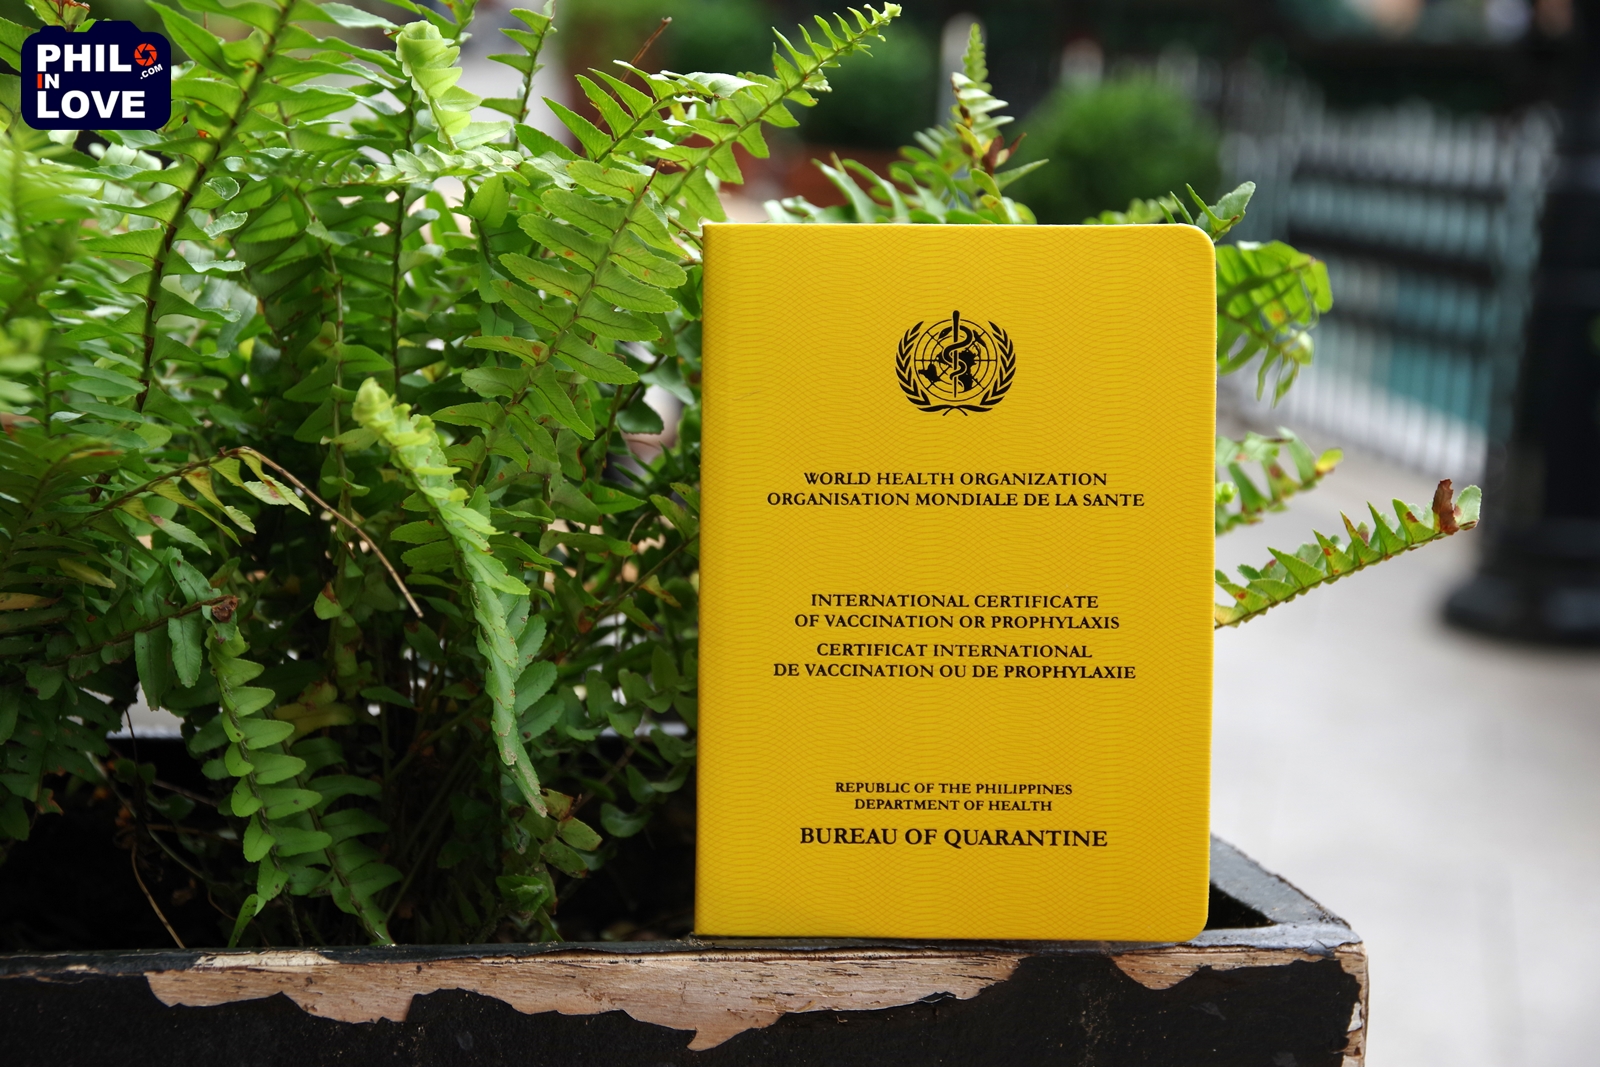 PHIL
IN
.COM
LOVE
WORLD HEALTH ORGANIZATION
ORGANISATION MONDIALE DE LA SANTE
INTERNATIONAL CERTIFICATE
OF VACCINATION OR PROPHYLAXIS
CERTIFICAT INTERNATIONAL
DE VACCINATION OU DE PROPHYLAXIE
REPUBLIC OF THE PHILIPPINES
DEPARTMENT OF HEALTH
BUREAU OF QUARANTINE